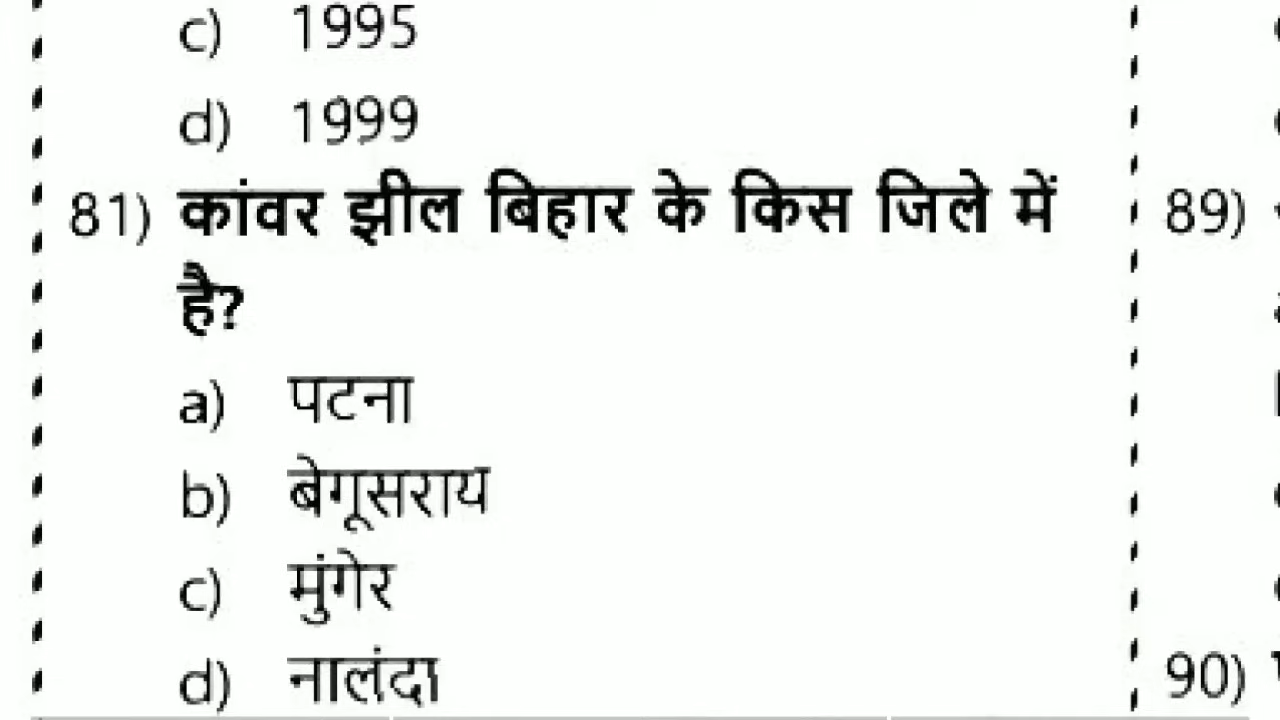 c) 1995
d) 1999
81) कांवर झील बिहार के किस जिले में
है?
a) पटना
b) बेगूसराय
c) मुंगेर
d) नालंदा
89)
90)